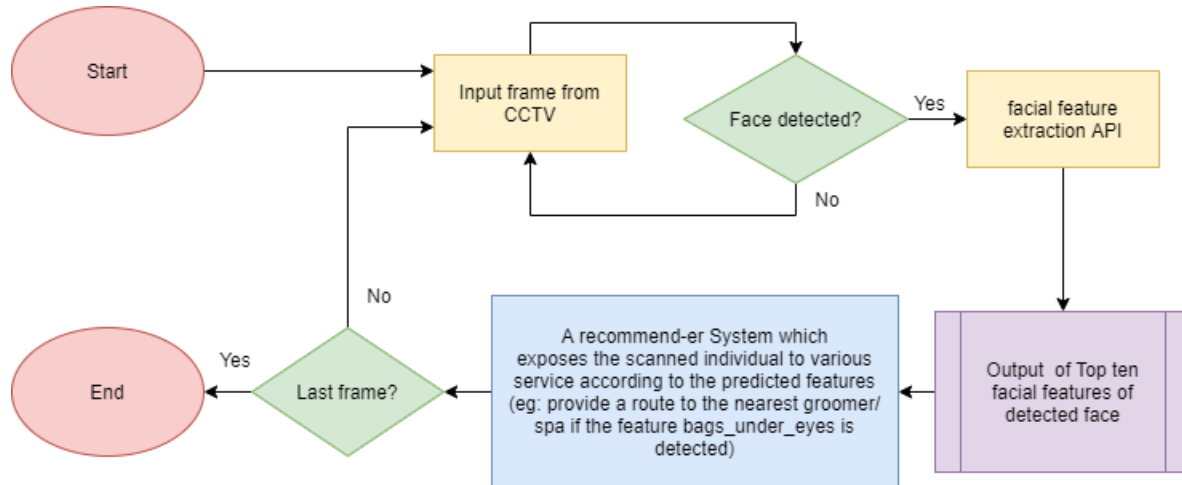 Start
Input frame from
CCTV
Face detected?
Yes
No
facial feature
extraction API
Output of Top ten
facial features of
detected face
A recommend-er System which
exposes the scanned individual to various
service according to the predicted features
(eg: provide a route to the nearest groomer/
spa if the feature bags_under_eyes is
detected)
Last frame?
No
Yes
End